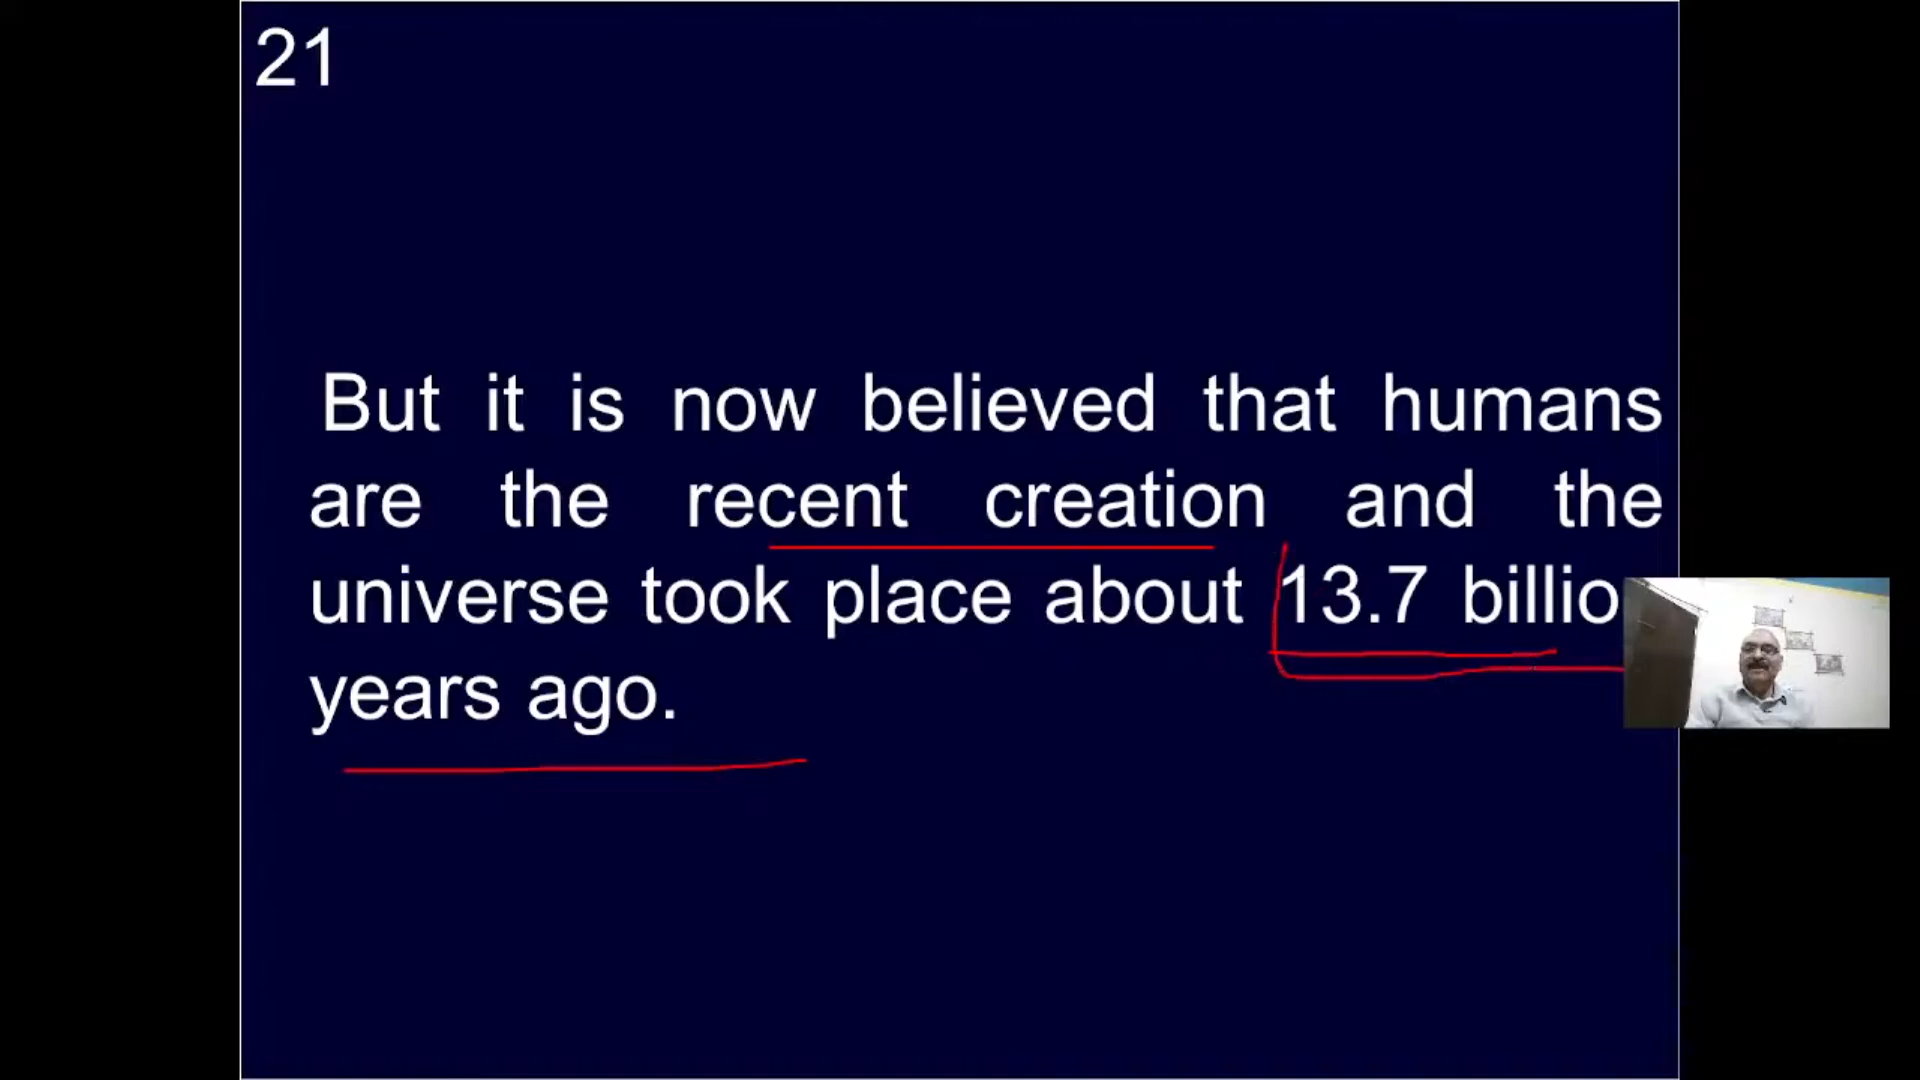 21
But it is now believed that humans
are the recent creation and the
universe took place about 13.7 billio
years ago.